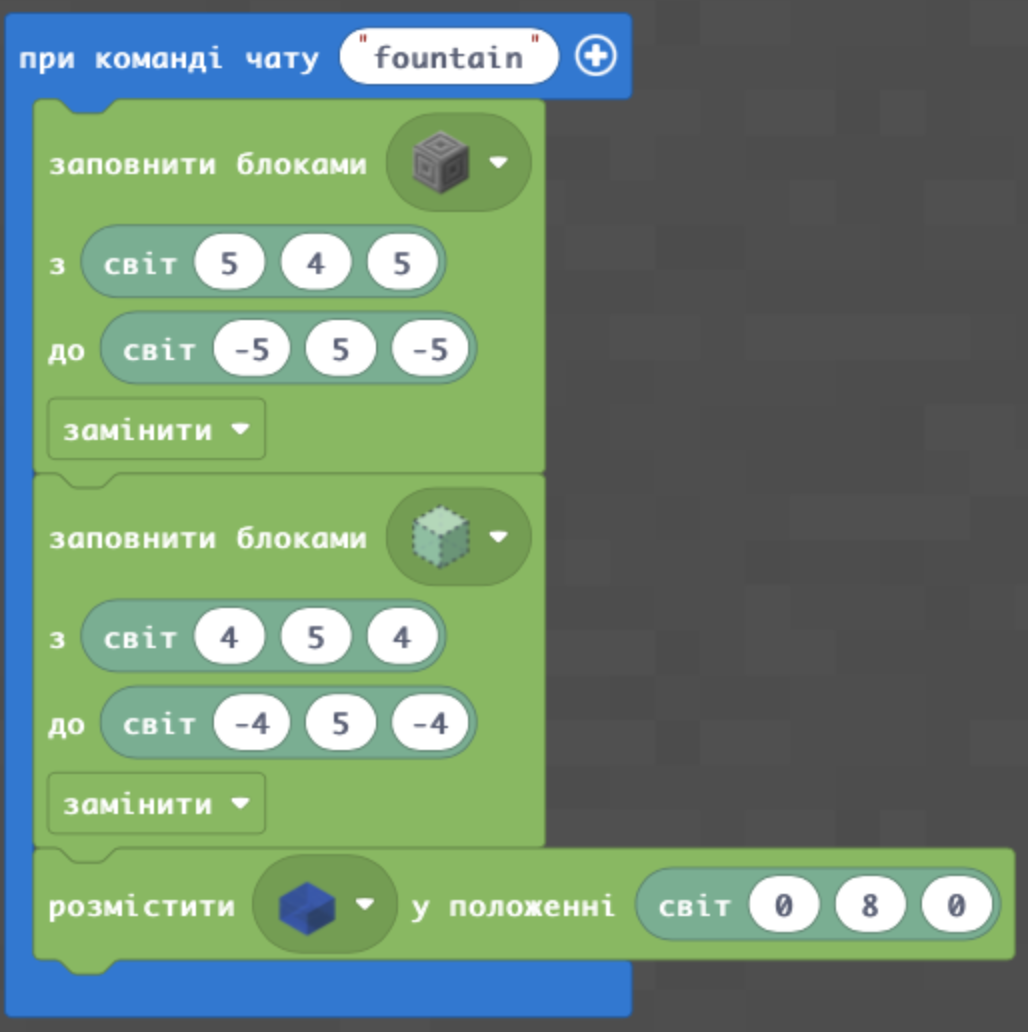 при команді чату "fountain"
заповнити блоками
з світ 5 4 5
до світ -5 5 -5
замінити
заповнити блоками
з світ 4 5 4
до світ -4 5 -4
замінити
розмістити у положенні світ 0 8 0